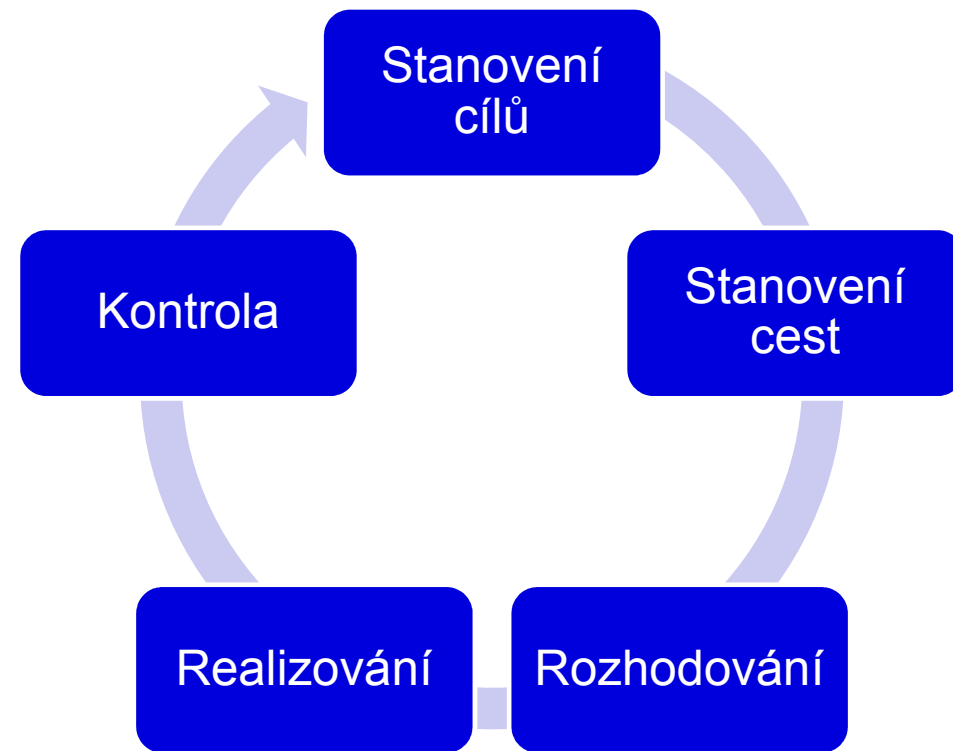 Stanovení
cílů
Stanovení
cest
Rozhodování
Realizování
Kontrola